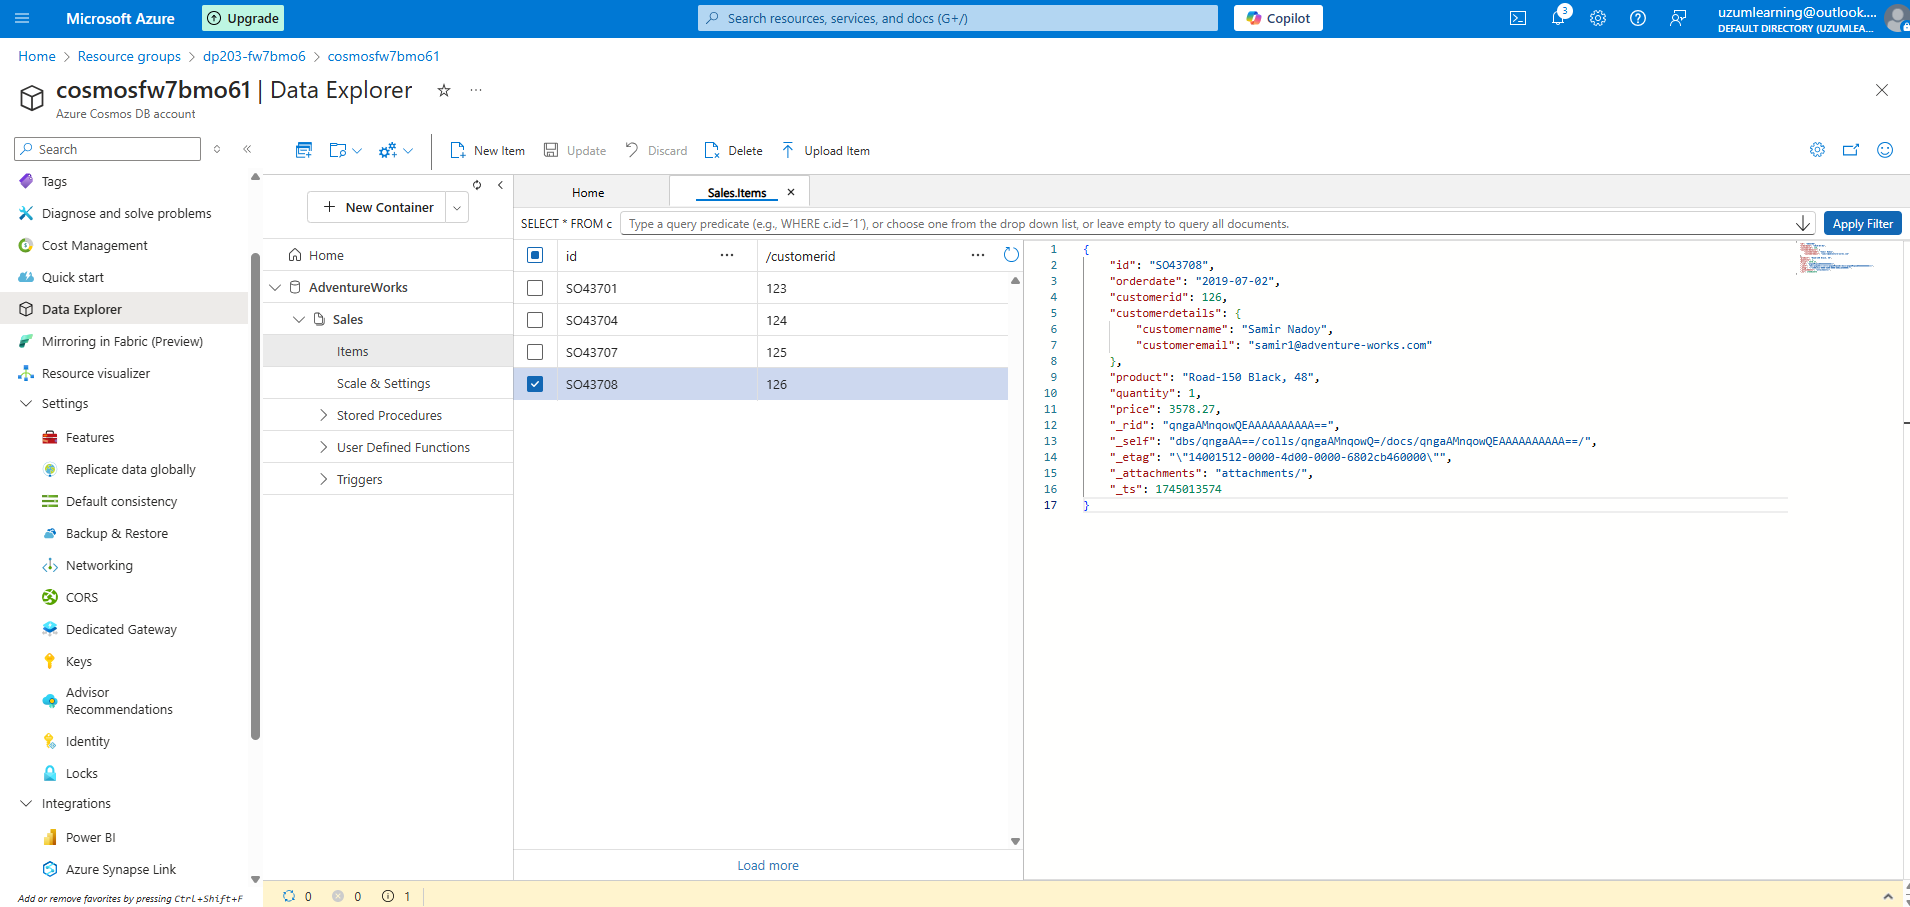 Microsoft Azure
Upgrade
Search resources, services, and docs (G+/)
Copilot
3
uzumlearning@outlook....
DEFAULT DIRECTORY (UZUMLEA...
Home > Resource groups > dp203-fw7bmo6 > cosmosfw7bmo61
cosmosfw7bmo61 | Data Explorer
Azure Cosmos DB account
Search
Tags
Diagnose and solve problems
Cost Management
Quick start
Data Explorer
Mirroring in Fabric (Preview)
Resource visualizer
Settings
Features
Replicate data globally
Default consistency
Backup & Restore
Networking
CORS
Dedicated Gateway
Keys
Advisor
Recommendations
Identity
Locks
Integrations
Power BI
Azure Synapse Link
Add or remove favorites by pressing Ctrl+Shift+F
New Item
Update
Discard
Delete
Upload Item
New Container
Home
AdventureWorks
Sales
Items
Scale & Settings
Stored Procedures
User Defined Functions
Triggers
Home
Sales.Items
SELECT * FROM c
Type a query predicate (e.g., WHERE c.id=´1´), or choose one from the drop down list, or leave empty to query all documents.
Apply Filter
id ... /customerid ...
SO43701 123
SO43704 124
SO43707 125
SO43708 126
Load more
1 {
2 "id": "SO43708",
3 "orderdate": "2019-07-02",
4 "customerid": 126,
5 "customerdetails": {
6 "customername": "Samir Nadoy",
7 "customeremail": "samir1@adventure-works.com"
8 },
9 "product": "Road-150 Black, 48",
10 "quantity": 1,
11 "price": 3578.27,
12 "_rid": "qngaAMnqowQEAAAAAAAAAA==",
13 "_self": "dbs/qngaAA==/colls/qngaAMnqowQ=/docs/qngaAMnqowQEAAAAAAAAAA==/",
14 "_etag": "\"14001512-0000-4d00-0000-6802cb460000\"",
15 "_attachments": "attachments/",
16 "_ts": 1745013574
17 }
0 0 1